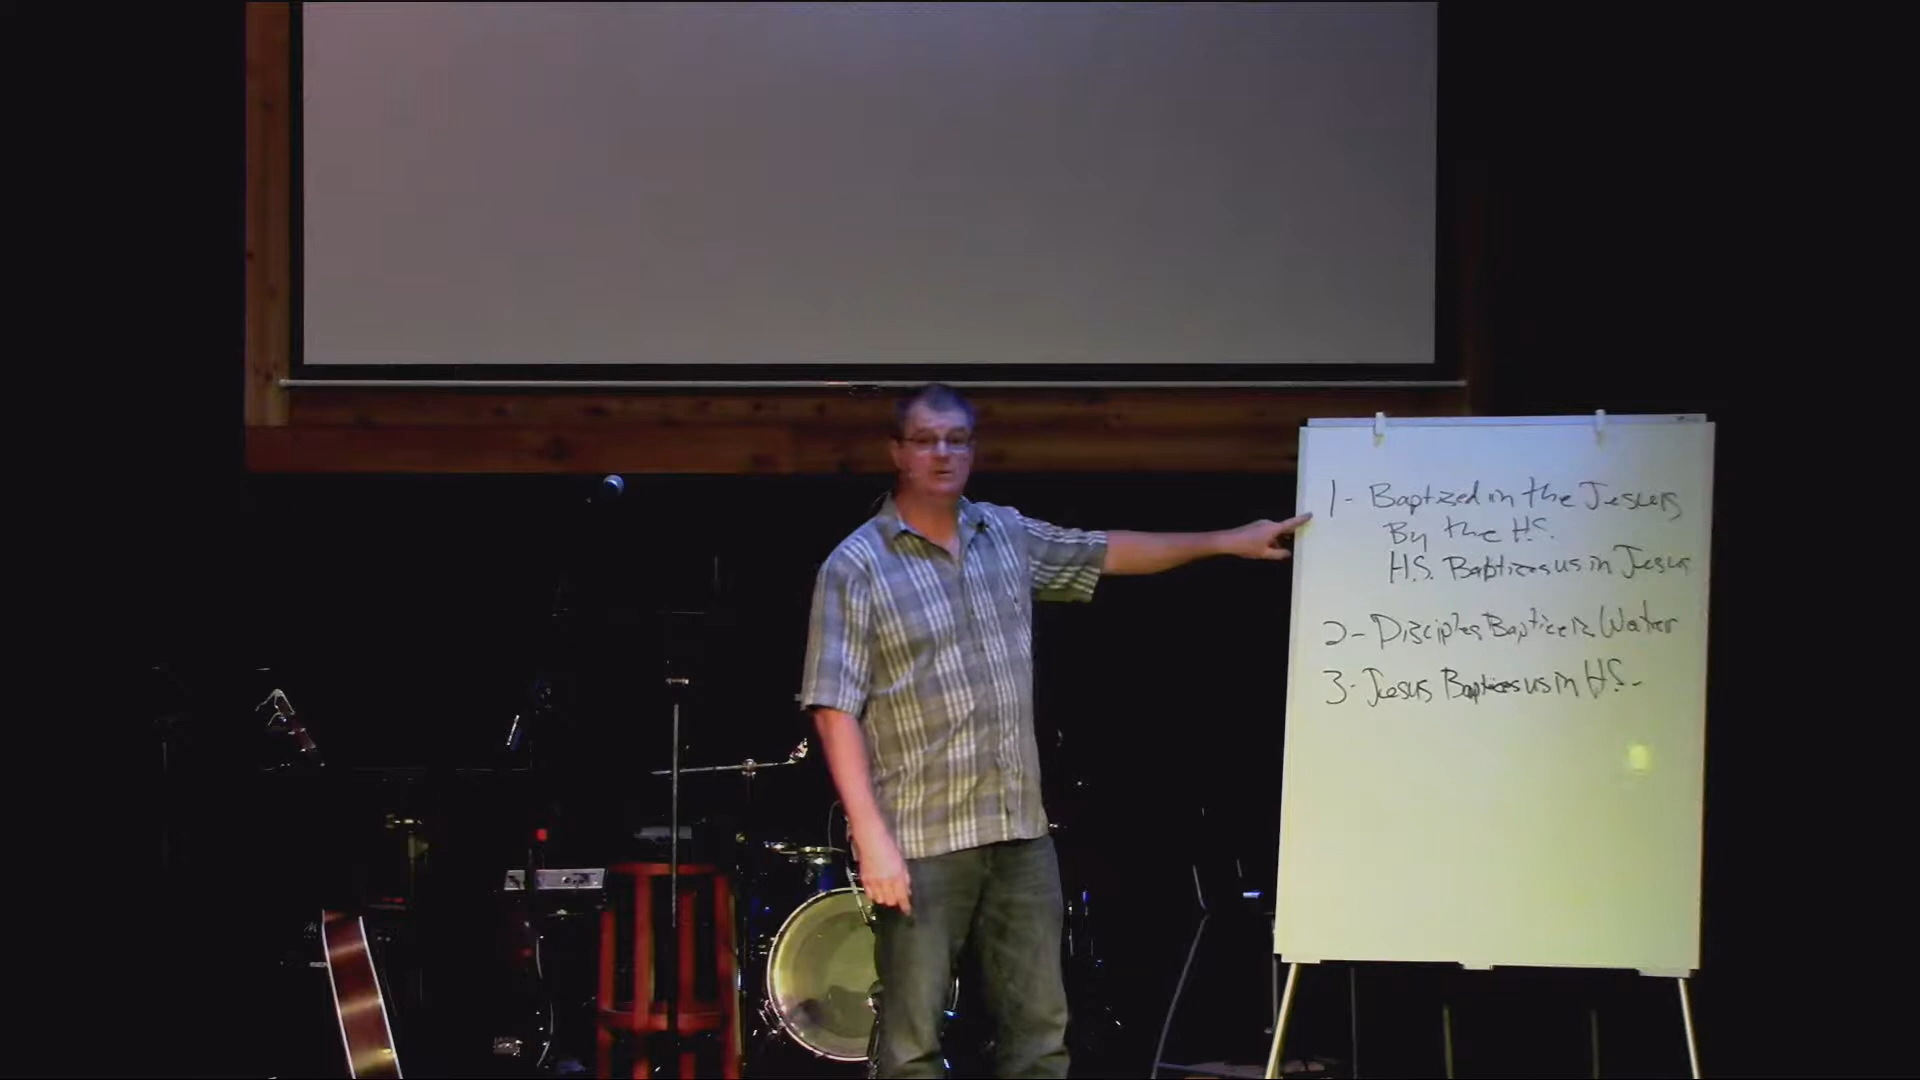 1- Baptized in the Jesus
By the H.S.
H.S. Baptizes us in Jesus
2- Disciples Baptize in Water
3- Jesus Baptizes us in H.S.-